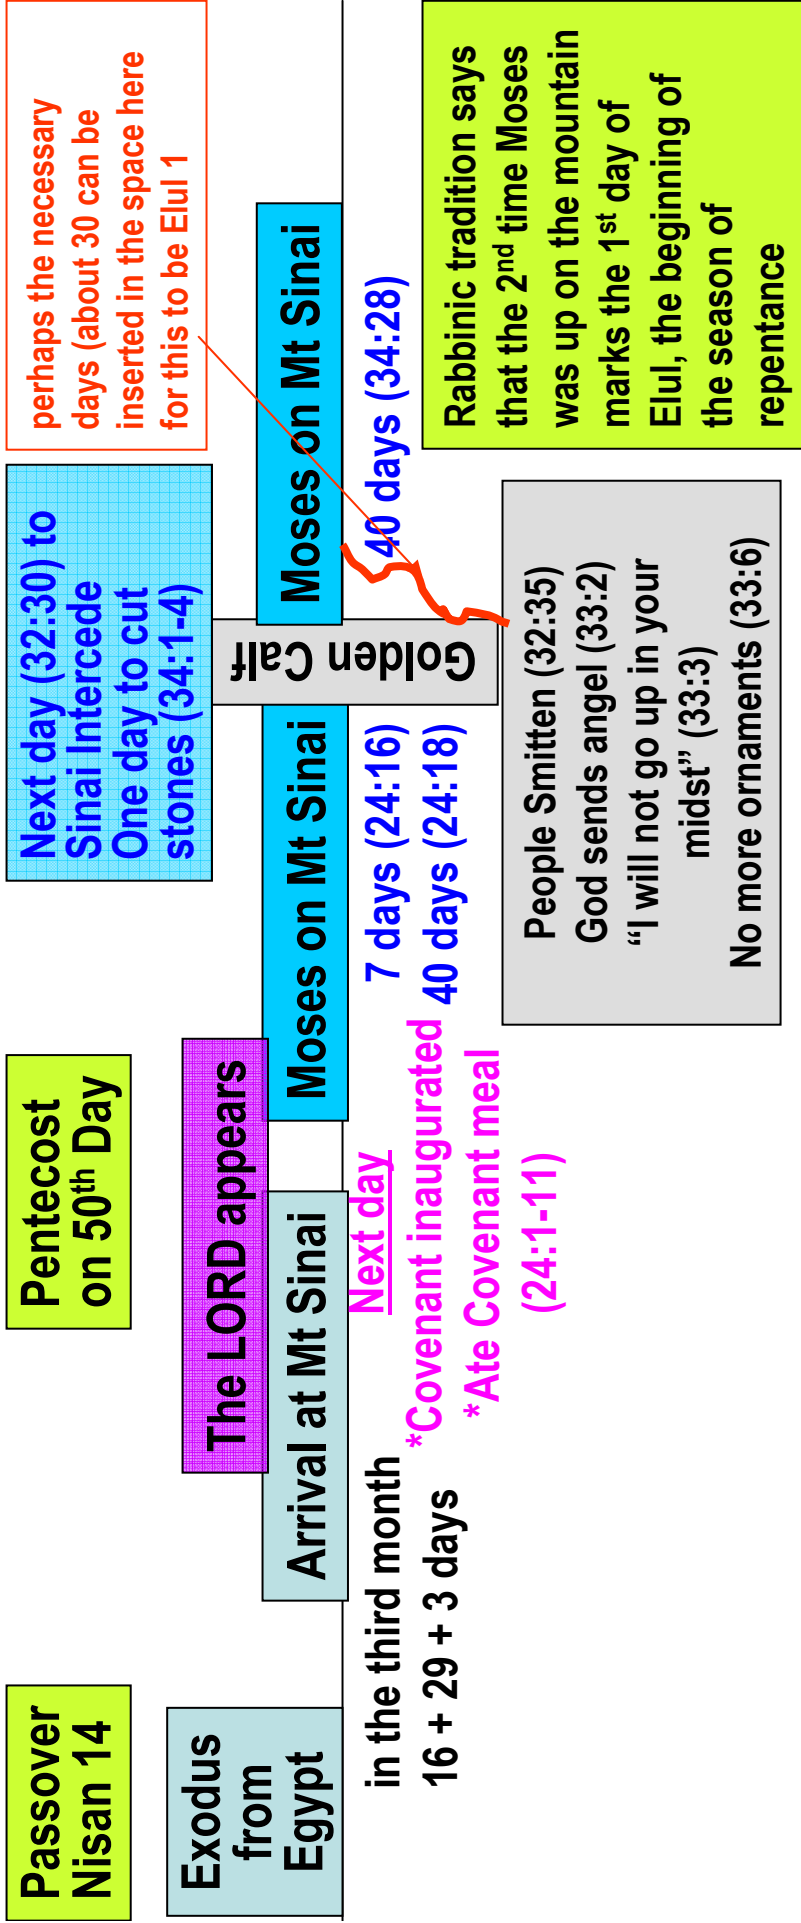 Passover
Nisan 14
Exodus
from
Egypt
in the third month
16 + 29 + 3 days
Pentecost
on 50th Day
The LORD appears
Arrival at Mt Sinai
Next day
*Covenant inaugurated
*Ate Covenant meal
(24:1-11)
Moses on Mt Sinai
7 days (24:16)
40 days (24:18)
Next day (32:30) to
Sinai Intercede
One day to cut
stones (34:1-4)
Golden Calf
People Smitten (32:35)
God sends angel (33:2)
“I will not go up in your
midst” (33:3)
No more ornaments (33:6)
Moses on Mt Sinai
40 days (34:28)
perhaps the necessary
days (about 30 can be
inserted in the space here
for this to be Elul 1
Rabbinic tradition says
that the 2nd time Moses
was up on the mountain
marks the 1st day of
Elul, the beginning of
the season of
repentance